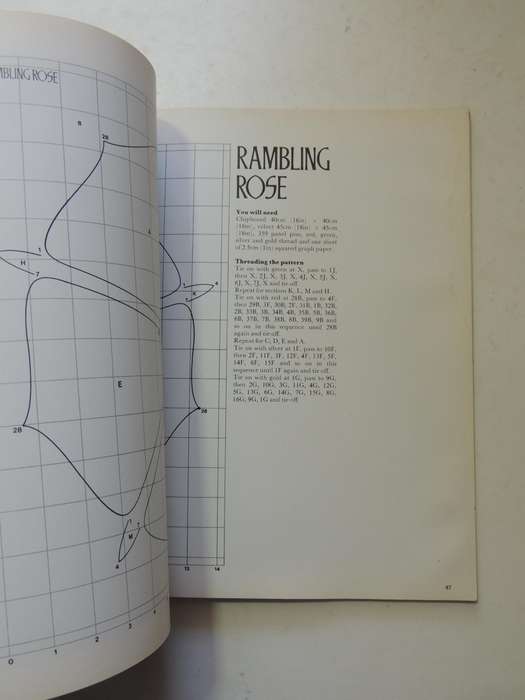 MBLING ROSE
B
2B
1
H
7
E
2B
M
4
0
1
2
3
4
4
K
2B
13
14
RAMBLING
ROSE
You will need
Chipboard 40cm (16in) × 40cm
(16in), velvet 45cm (18in) × 45cm
(18in), 359 panel pins, red, green,
silver and gold thread and one sheet
of 2.5cm (1in) squared graph paper.
Threading the pattern
Tie on with green at X, pass to 1J,
then X, 2J, X, 3J, X, 4J, X, 5J, X,
6J, X, 7J, X and tie-off.
Repeat for sections K, L, M and H.
Tie on with red at 28B, pass to 4F,
then 29B, 3F, 30B, 2F, 31B, 1B, 32B,
2B, 33B, 3B, 34B, 4B, 35B, 5B, 36B,
6B, 37B, 7B, 38B, 8B, 39B, 9B and
so on in this sequence until 28B
again and tie-off.
Repeat for C, D, E and A.
Tie on with silver at 1F, pass to 10F,
then 2F, 11F, 3F, 12F, 4F, 13F, 5F,
14F, 6F, 15F and so on in this
sequence until 1F again and tie off.
Tie on with gold at 1G, pass to 9G,
then 2G, 10G, 3G, 11G, 4G, 12G,
5G, 13G, 6G, 14G, 7G, 15G, 8G,
16G, 9G, 1G and tie-off.